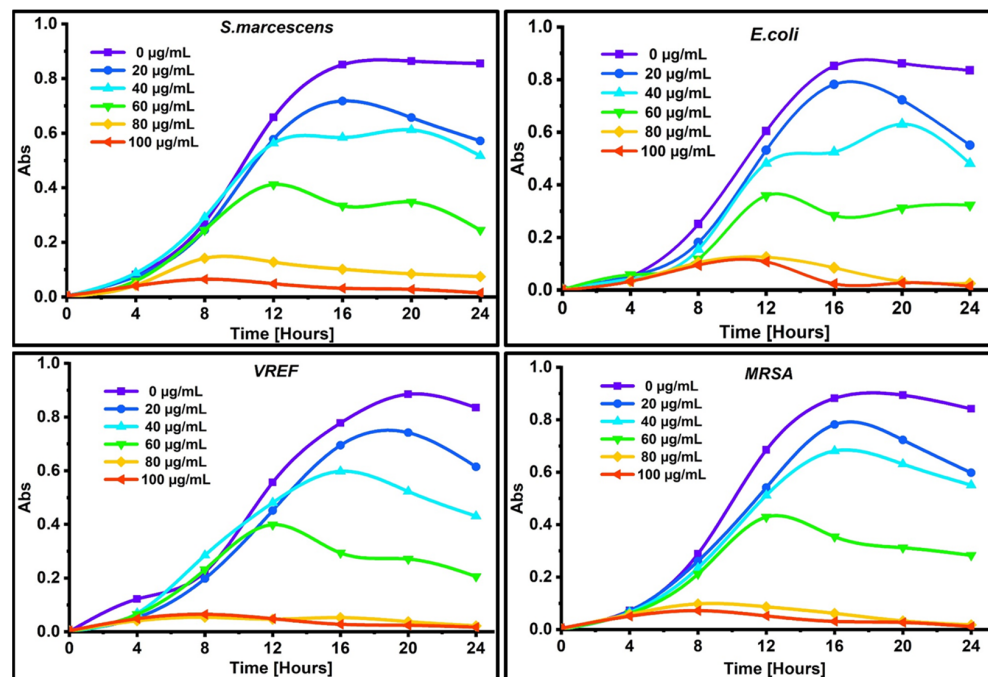 S.marcescens
0 µg/mL
20 µg/mL
40 µg/mL
60 µg/mL
80 µg/mL
100 µg/mL
1.0
0.8
0.6
0.4
0.2
0.0
Abs
0 4 8 12 16 20 24
Time [Hours]
E.coli
0 µg/mL
20 µg/mL
40 µg/mL
60 µg/mL
80 µg/mL
100 µg/mL
1.0
0.8
0.6
0.4
0.2
0.0
Abs
0 4 8 12 16 20 24
Time [Hours]
VREF
0 µg/mL
20 µg/mL
40 µg/mL
60 µg/mL
80 µg/mL
100 µg/mL
1.0
0.8
0.6
0.4
0.2
0.0
Abs
0 4 8 12 16 20 24
Time [Hours]
MRSA
0 µg/mL
20 µg/mL
40 µg/mL
60 µg/mL
80 µg/mL
100 µg/mL
1.0
0.8
0.6
0.4
0.2
0.0
Abs
0 4 8 12 16 20 24
Time [Hours]